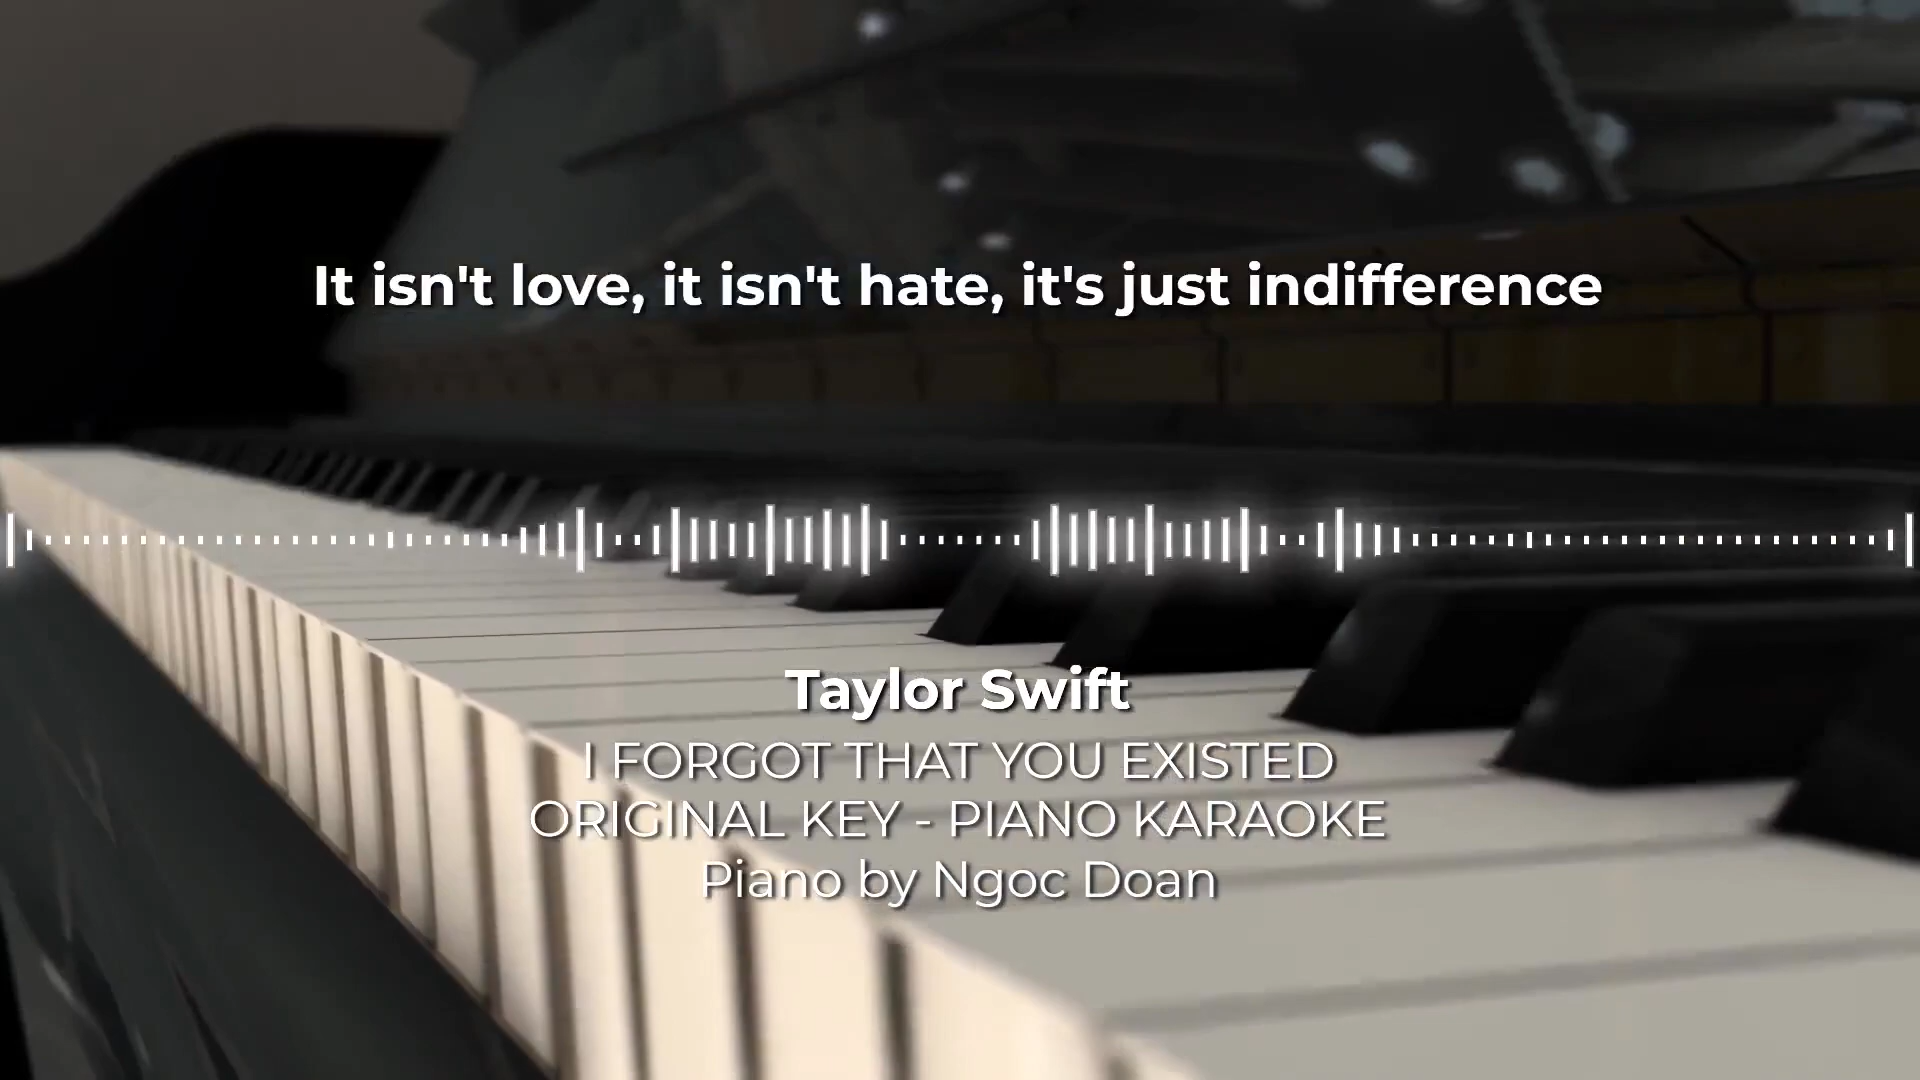 It isn't love, it isn't hate, it's just indifference
Taylor Swift
I FORGOT THAT YOU EXISTED
ORIGINAL KEY - PIANO KARAOKE
Piano by Ngoc Doan